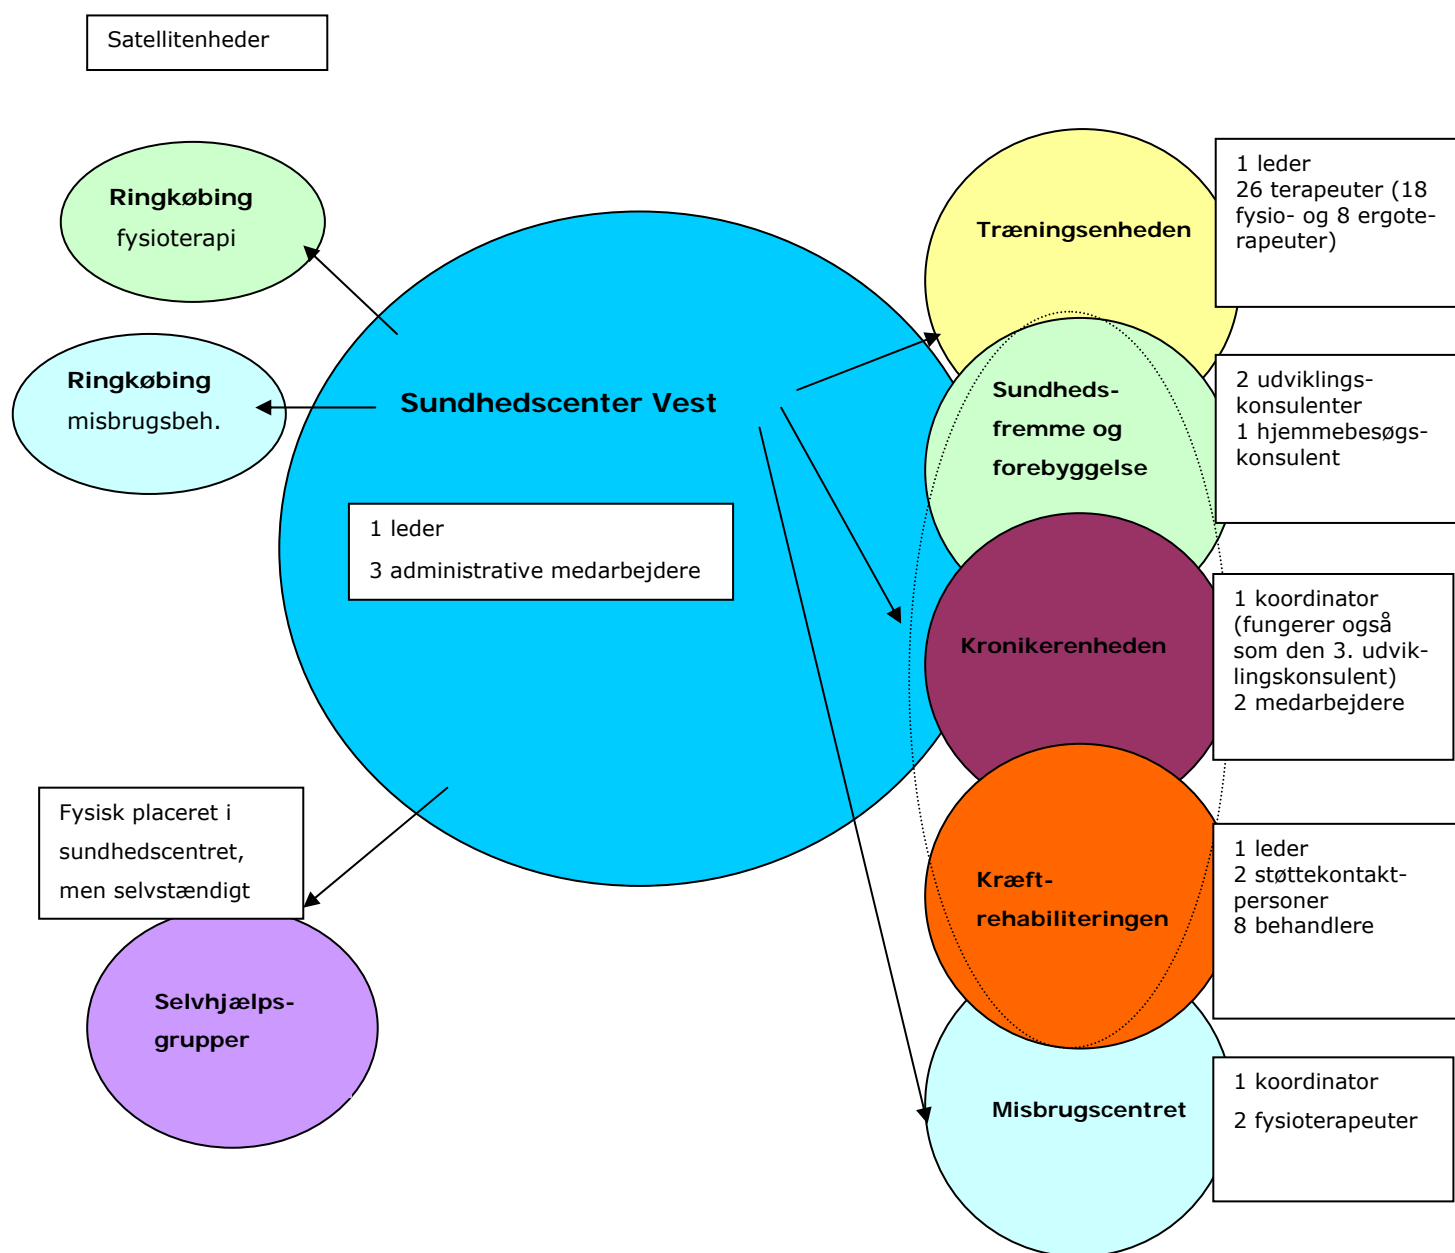 Satellitenheder
Ringkøbing
fysioterapi
Ringkøbing
misbrugsbeh.
Sundhedscenter Vest
1 leder
3 administrative medarbejdere
Fysisk placeret i
sundhedscentret,
men selvstændigt
Selvhjælps-
grupper
Træningsenheden
1 leder
26 terapeuter (18
fysio- og 8 ergote-
rapeuter)
Sundheds-
fremme og
forebyggelse
2 udviklings-
konsulenter
1 hjemmebesøgs-
konsulent
Kronikerenheden
1 koordinator
(fungerer også
som den 3. udvik-
lingskonsulent)
2 medarbejdere
Kræft-
rehabiliteringen
1 leder
2 støttekontakt-
personer
8 behandlere
Misbrugscentret
1 koordinator
2 fysioterapeuter